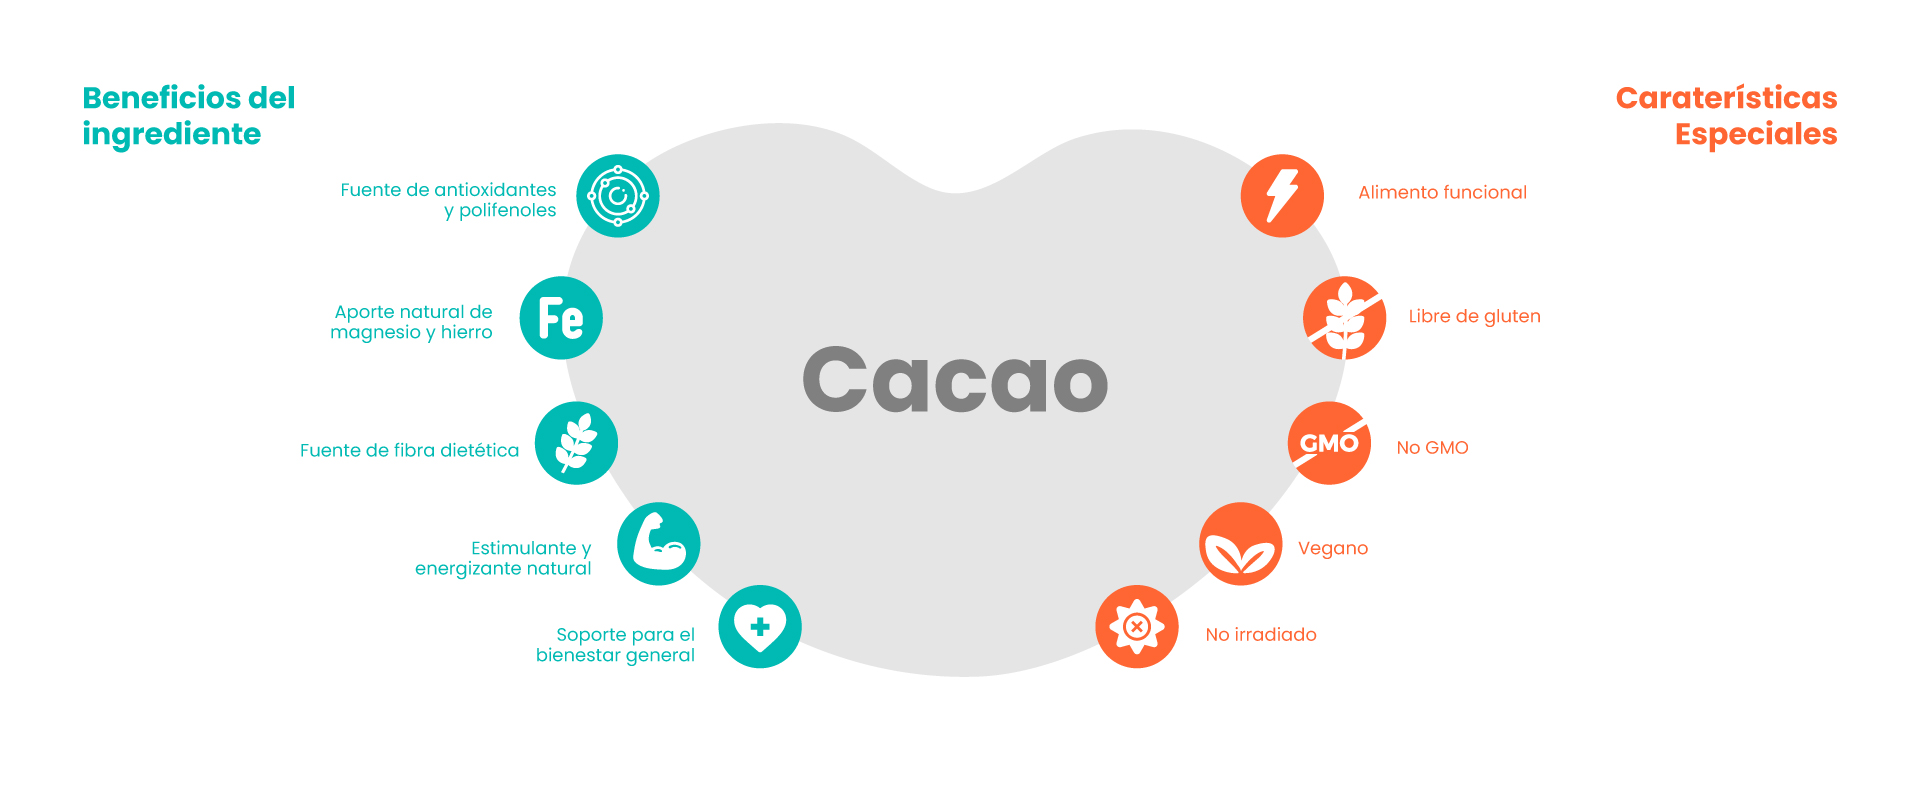 Beneficios del
ingrediente
Fuente de antioxidantes
y polifenoles
Aporte natural de
magnesio y hierro
Fe
Fuente de fibra dietética
Estimulante y
energizante natural
Soporte para el
bienestar general
Cacao
Caraterísticas
Especiales
Alimento funcional
Libre de gluten
GMO
No GMO
Vegano
No irradiado